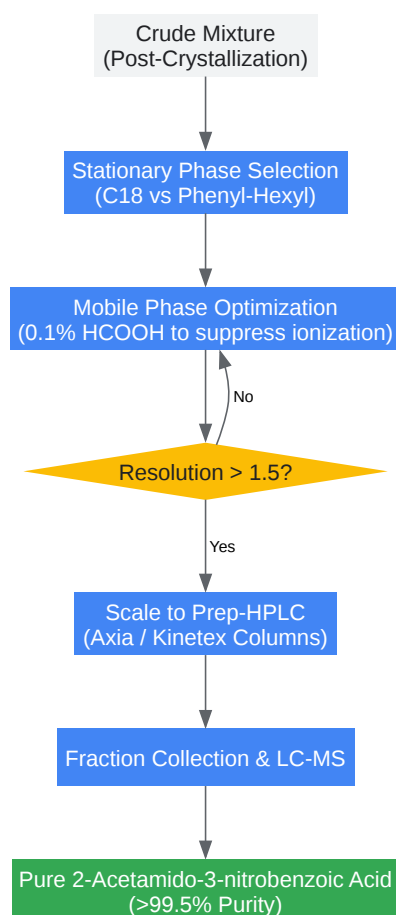 Crude Mixture
(Post-Crystallization)
Stationary Phase Selection
(C18 vs Phenyl-Hexyl)
Mobile Phase Optimization
(0.1% HCOOH to suppress ionization)
No
Resolution > 1.5?
Yes
Scale to Prep-HPLC
(Axia / Kinetex Columns)
Fraction Collection & LC-MS
Pure 2-Acetamido-3-nitrobenzoic Acid
(>99.5% Purity)